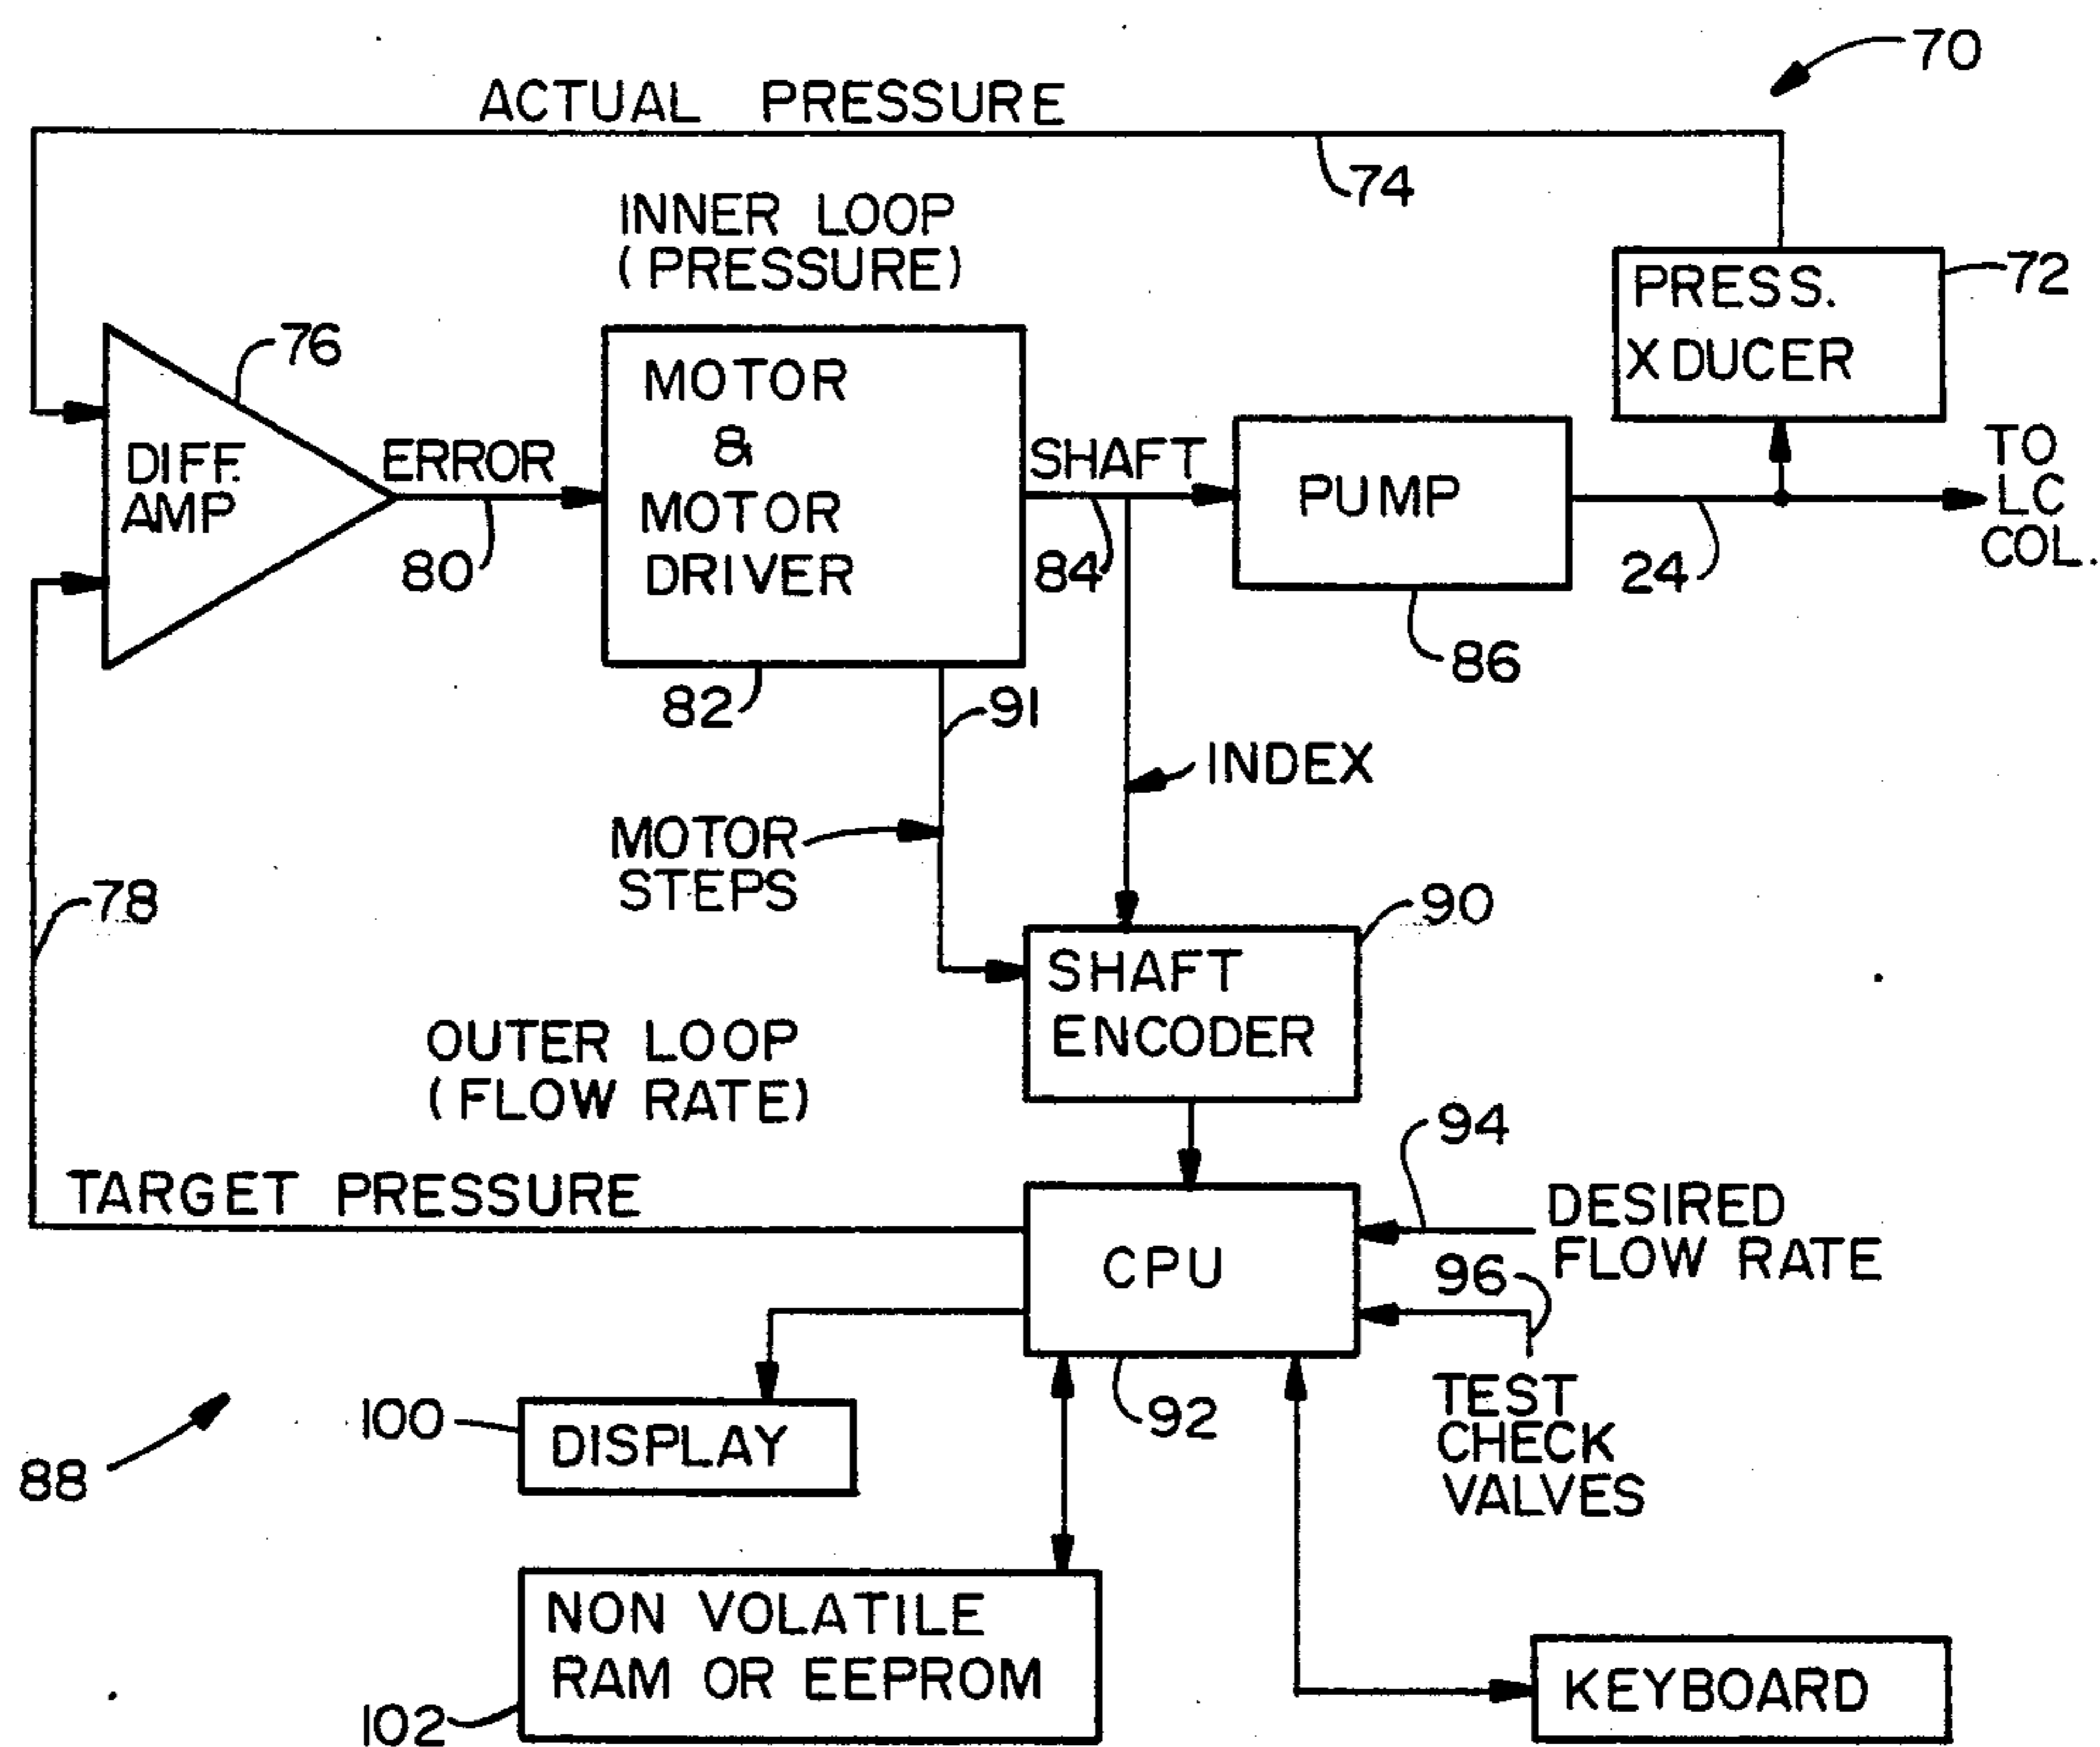 70
ACTUAL PRESSURE
74
INNER LOOP
(PRESSURE)
PRESS.
XDUCER
72
76
DIFF.
AMP
ERROR
80
MOTOR
&
MOTOR
DRIVER
82
SHAFT
84
PUMP
86
24
TO
LC
COL.
91
INDEX
MOTOR
STEPS
78
90
SHAFT
ENCODER
OUTER LOOP
(FLOW RATE)
94
TARGET PRESSURE
DESIRED
FLOW RATE
CPU
96
92
TEST
CHECK
VALVES
88
100
DISPLAY
NON VOLATILE
RAM OR EEPROM
102
KEYBOARD